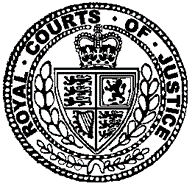 ROYAL · COURTS · OF · JUSTICE